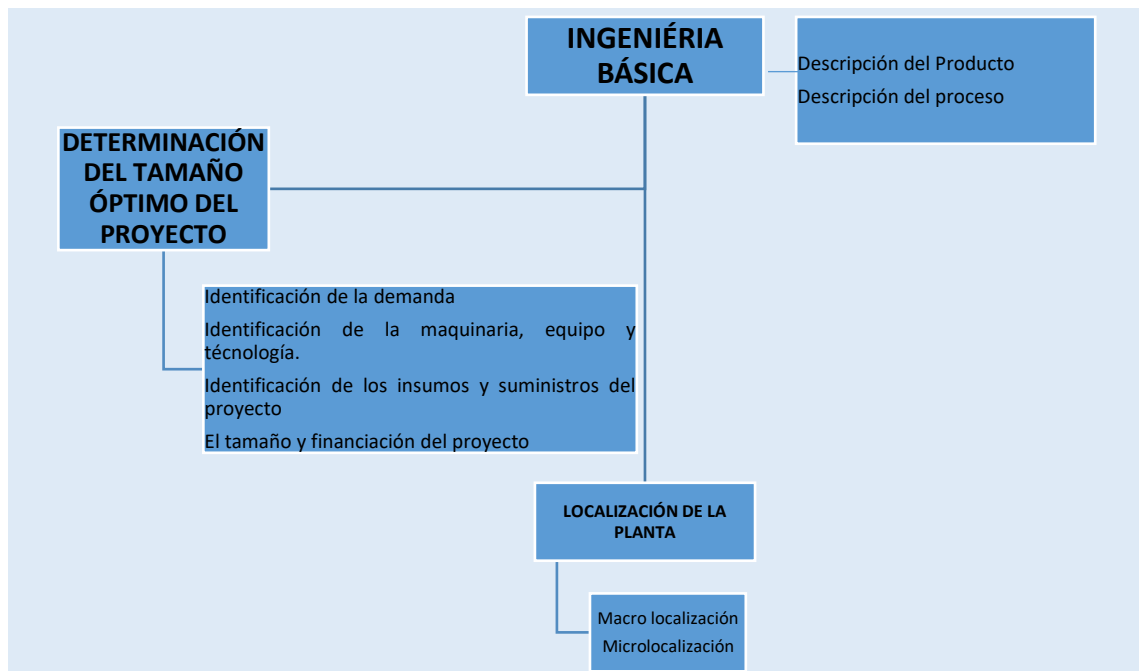 INGENIÉRIA
BÁSICA
Descripción del Producto
Descripción del proceso
DETERMINACIÓN
DEL TAMAÑO
ÓPTIMO DEL
PROYECTO
Identificación de la demanda
Identificación de la maquinaria, equipo y
técnología.
Identificación de los insumos y suministros del
proyecto
El tamaño y financiación del proyecto
LOCALIZACIÓN DE LA
PLANTA
Macro localización
Microlocalización